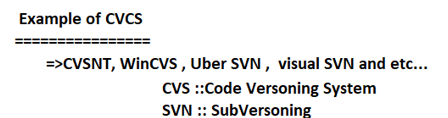 Example of CVCS
================
=>CVSNT, WinCVS , Uber SVN , visual SVN and etc...
CVS ::Code Versoning System
SVN :: SubVersoning